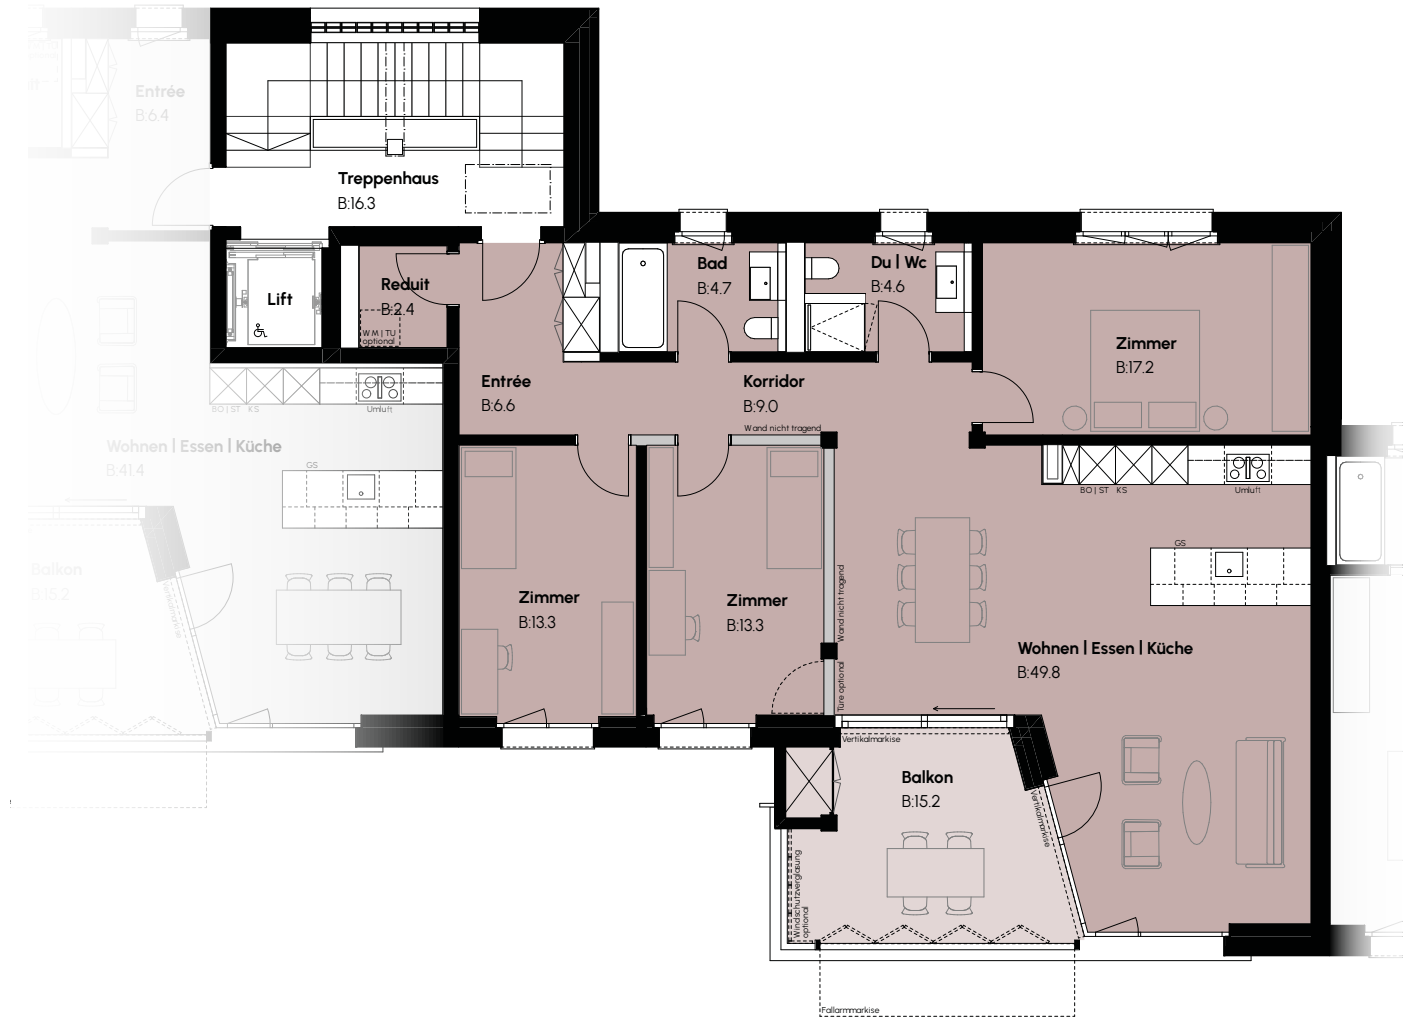 Entrée
B:6.4
Treppenhaus
B:16.3
Lift
Reduit
B:2.4
WM | TU
optional
Bad
B:4.7
Du | Wc
B:4.6
Zimmer
B:17.2
Entrée
B:6.6
Korridor
B:9.0
Wand nicht tragend
BO | ST KS
Umluft
Wohnen | Essen | Küche
B:41.4
GS
BO | ST KS
Umluft
GS
Balkon
B:15.2
Vertikalmarkise
Zimmer
B:13.3
Zimmer
B:13.3
Wand nicht tragend
Türe optional
Wohnen | Essen | Küche
B:49.8
Vertikalmarkise
Balkon
B:15.2
Vertikalmarkise
Windschutzverglasung
optional
Fallarmmarkise